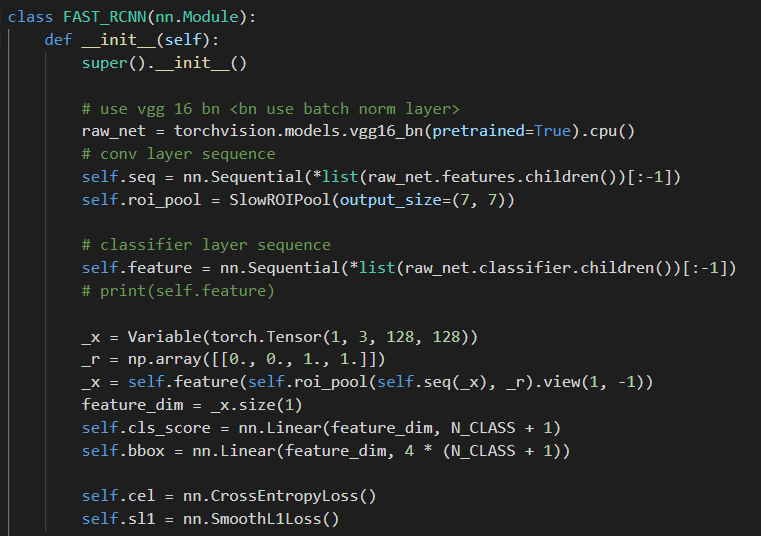 class FAST_RCNN(nn.Module):
    def __init__(self):
        super().__init__()

        # use vgg 16 bn <bn use batch norm layer>
        raw_net = torchvision.models.vgg16_bn(pretrained=True).cpu()
        # conv layer sequence
        self.seq = nn.Sequential(*list(raw_net.features.children())[:-1])
        self.roi_pool = SlowROIPool(output_size=(7, 7))

        # classifier layer sequence
        self.feature = nn.Sequential(*list(raw_net.classifier.children())[:-1])
        # print(self.feature)

        _x = Variable(torch.Tensor(1, 3, 128, 128))
        _r = np.array([[0., 0., 1., 1.]])
        _x = self.feature(self.roi_pool(self.seq(_x), _r).view(1, -1))
        feature_dim = _x.size(1)
        self.cls_score = nn.Linear(feature_dim, N_CLASS + 1)
        self.bbox = nn.Linear(feature_dim, 4 * (N_CLASS + 1))

        self.cel = nn.CrossEntropyLoss()
        self.sl1 = nn.SmoothL1Loss()